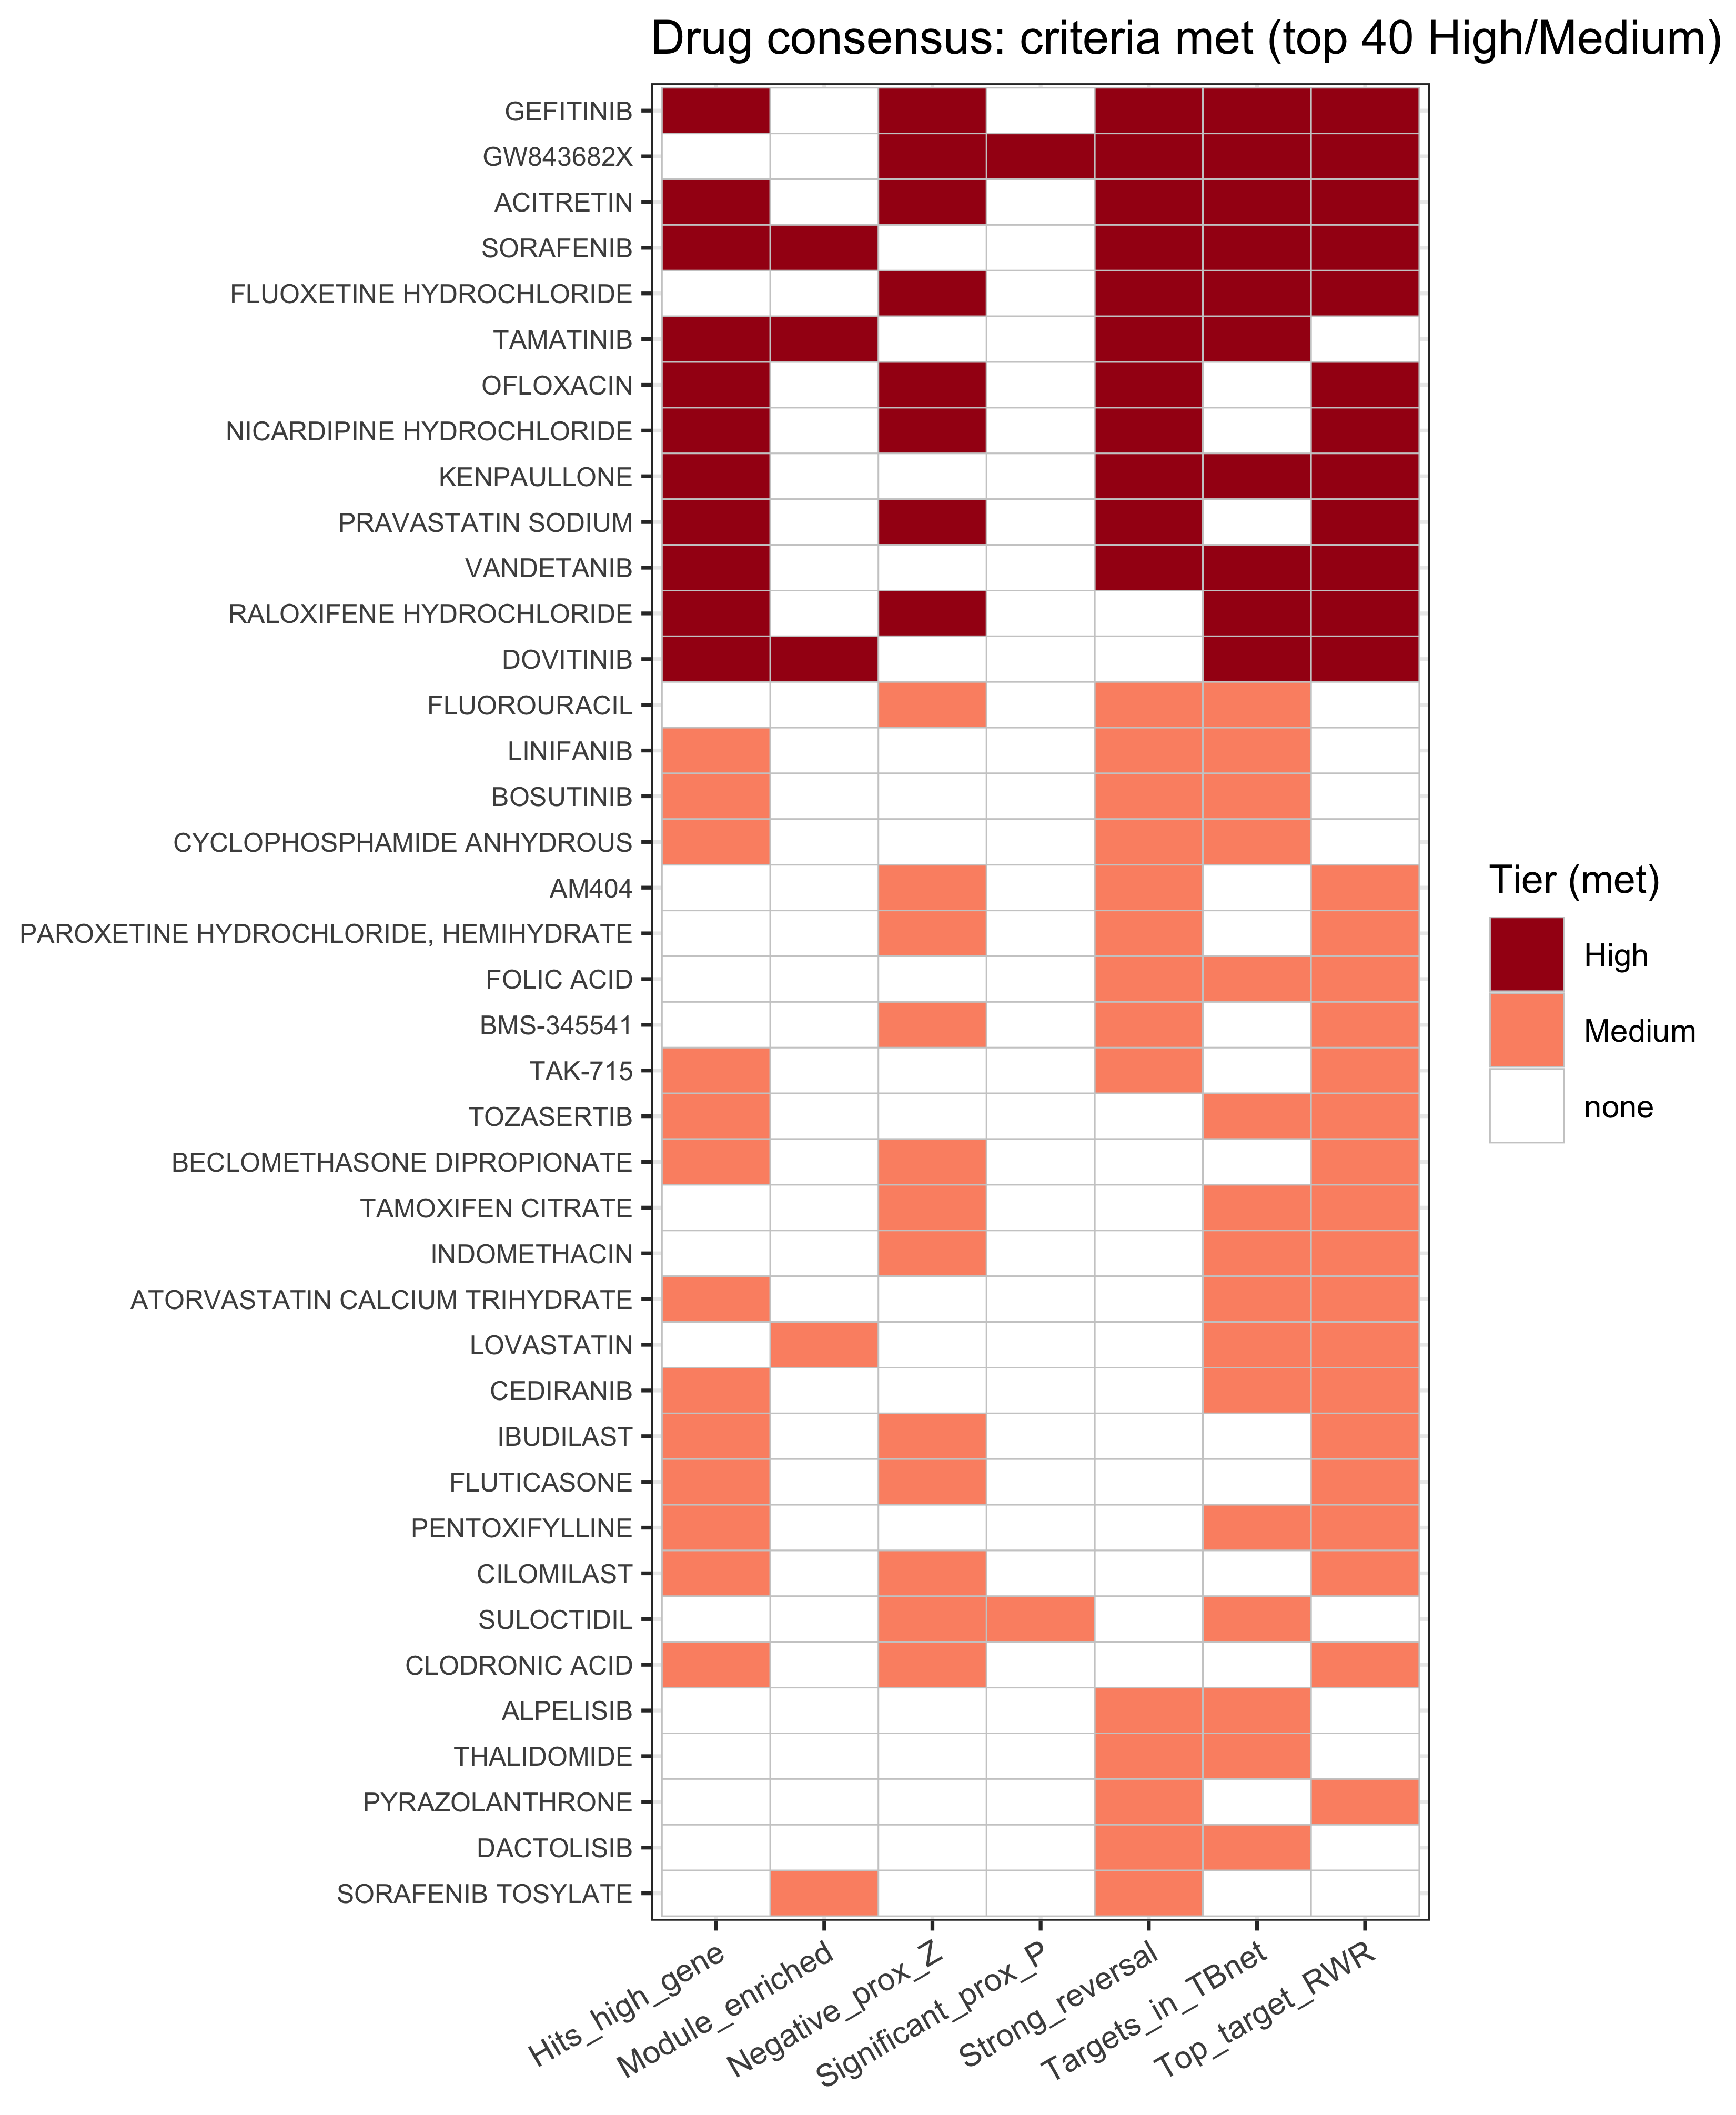 Drug consensus: criteria met (top 40 High/Medium)
GEFITINIB
GW843682X
ACITRETIN
SORAFENIB
FLUOXETINE HYDROCHLORIDE
TAMATINIB
OFLOXACIN
NICARDIPINE HYDROCHLORIDE
KENPAULLONE
PRAVASTATIN SODIUM
VANDETANIB
RALOXIFENE HYDROCHLORIDE
DOVITINIB
FLUOROURACIL
LINIFANIB
BOSUTINIB
CYCLOPHOSPHAMIDE ANHYDROUS
AM404
PAROXETINE HYDROCHLORIDE, HEMIHYDRATE
FOLIC ACID
BMS-345541
TAK-715
TOZASERTIB
BECLOMETHASONE DIPROPIONATE
TAMOXIFEN CITRATE
INDOMETHACIN
ATORVASTATIN CALCIUM TRIHYDRATE
LOVASTATIN
CEDIRANIB
IBUDILAST
FLUTICASONE
PENTOXIFYLLINE
CILOMILAST
SULOCTIDIL
CLODRONIC ACID
ALPELISIB
THALIDOMIDE
PYRAZOLANTHRONE
DACTOLISIB
SORAFENIB TOSYLATE
Hits_high_gene
Module_enriched
Negative_prox_Z
Significant_prox_P
Strong_reversal
Targets_in_TBnet
Top_target_RWR
Tier (met)
High
Medium
none